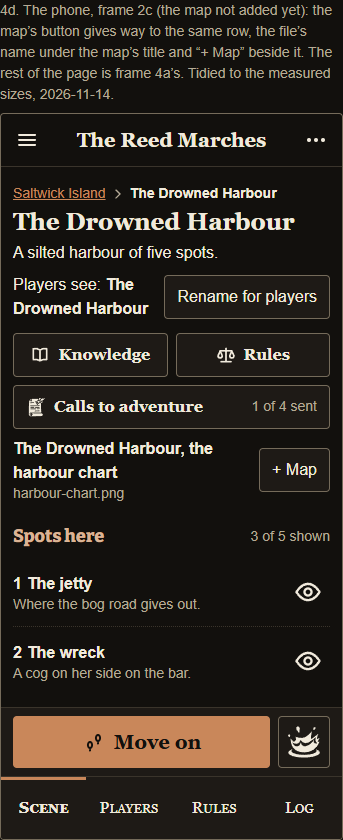 4d. The phone, frame 2c (the map not added yet): the
map’s button gives way to the same row, the file’s
name under the map’s title and “+ Map” beside it. The
rest of the page is frame 4a’s. Tidied to the measured
sizes, 2026-11-14.
The Reed Marches
Saltwick Island > The Drowned Harbour
The Drowned Harbour
A silted harbour of five spots.
Players see: The
Drowned Harbour
Rename for players
Knowledge
Rules
Calls to adventure
1 of 4 sent
The Drowned Harbour, the
harbour chart
harbour-chart.png
+ Map
Spots here
3 of 5 shown
1 The jetty
Where the bog road gives out.
2 The wreck
A cog on her side on the bar.
Move on
Scene
Players
Rules
Log